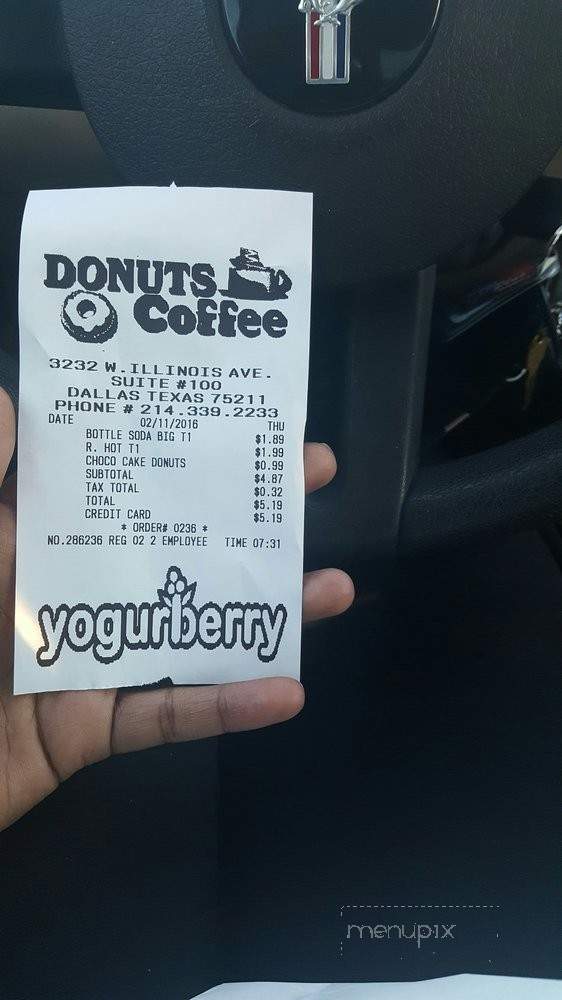 DONUTS
Coffee
3232 W.ILLINOIS AVE.
SUITE #100
DALLAS TEXAS 75211
PHONE # 214.339.2233
DATE 02/11/2016 THU
BOTTLE SODA BIG T1 $1.89
R. HOT T1 $1.99
CHOCO CAKE DONUTS $0.99
SUBTOTAL $4.87
TAX TOTAL $0.32
TOTAL $5.19
CREDIT CARD $5.19
* ORDER# 0236 *
NO.286236 REG 02 2 EMPLOYEE TIME 07:31
yogurberry
menupix